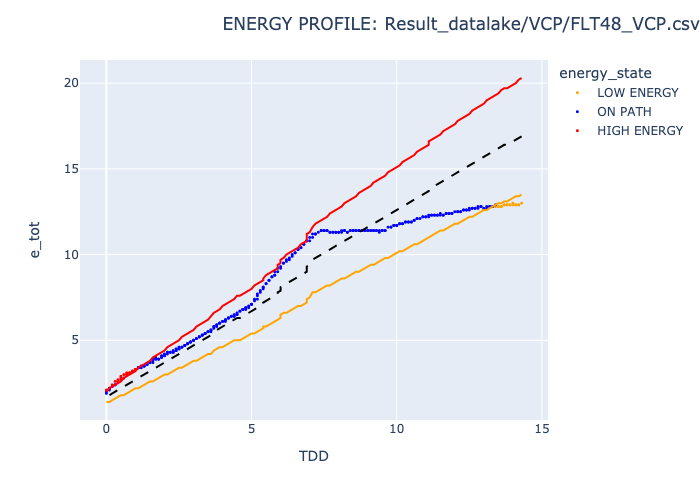 ENERGY PROFILE: Result_datalake/VCP/FLT48_VCP.csv
energy_state
LOW ENERGY
ON PATH
HIGH ENERGY
20
15
10
5
e_tot
0
5
10
15
TDD